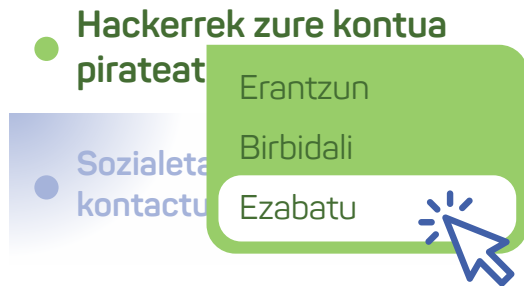 Hackerrek zure kontua
pirateat
Erantzun
Birbidali
Sozialeta
kontactu
Ezabatu